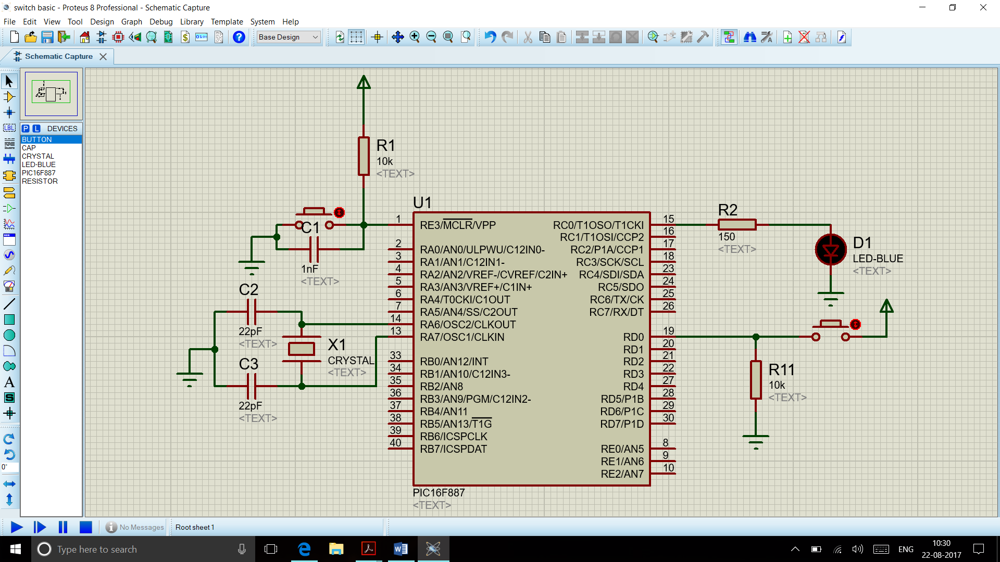 switch basic - Proteus 8 Professional - Schematic Capture
File Edit View Tool Design Graph Debug Library Template System Help
Base Design
Schematic Capture
P L DEVICES
BUTTON
CAP
CRYSTAL
LED-BLUE
PIC16F887
RESISTOR
LBL
A
S
0°
R1
10k
<TEXT>
C1
1nF
<TEXT>
C2
22pF
<TEXT>
C3
22pF
<TEXT>
X1
CRYSTAL
<TEXT>
U1
1 RE3/MCLR/VPP
2 RA0/AN0/ULPWU/C12IN0-
3 RA1/AN1/C12IN1-
4 RA2/AN2/VREF-/CVREF/C2IN+
5 RA3/AN3/VREF+/C1IN+
6 RA4/T0CKI/C1OUT
7 RA5/AN4/SS/C2OUT
14 RA6/OSC2/CLKOUT
13 RA7/OSC1/CLKIN
33 RB0/AN12/INT
34 RB1/AN10/C12IN3-
35 RB2/AN8
36 RB3/AN9/PGM/C12IN2-
37 RB4/AN11
38 RB5/AN13/T1G
39 RB6/ICSPCLK
40 RB7/ICSPDAT
RC0/T1OSO/T1CKI 15
RC1/T1OSI/CCP2 16
RC2/P1A/CCP1 17
RC3/SCK/SCL 18
RC4/SDI/SDA 23
RC5/SDO 24
RC6/TX/CK 25
RC7/RX/DT 26
RD0 19
RD1 20
RD2 21
RD3 22
RD4 27
RD5/P1B 28
RD6/P1C 29
RD7/P1D 30
RE0/AN5 8
RE1/AN6 9
RE2/AN7 10
PIC16F887
<TEXT>
R2
150
<TEXT>
D1
LED-BLUE
<TEXT>
R11
10k
<TEXT>
No Messages
Root sheet 1
Type here to search
ENG
10:30
22-08-2017